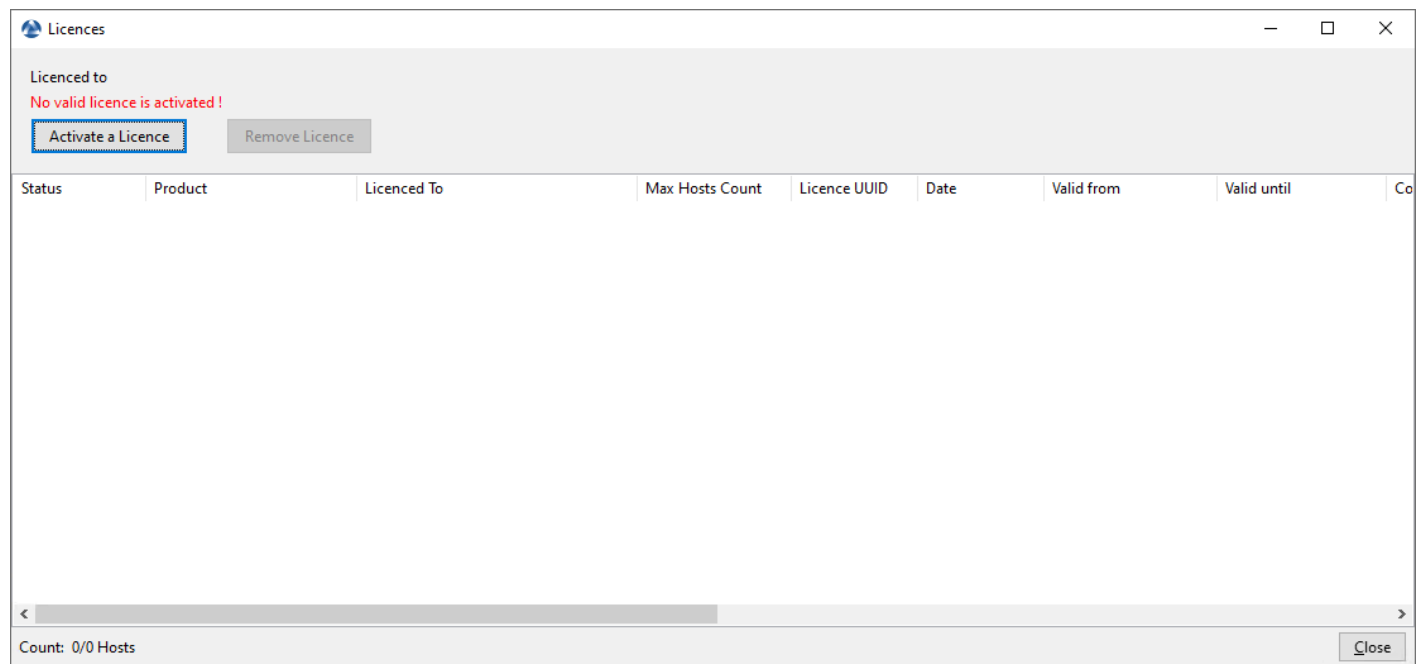 Licences
Licenced to
No valid licence is activated !
Activate a Licence Remove Licence
Status Product Licenced To Max Hosts Count Licence UUID Date Valid from Valid until Co
Count: 0/0 Hosts Close